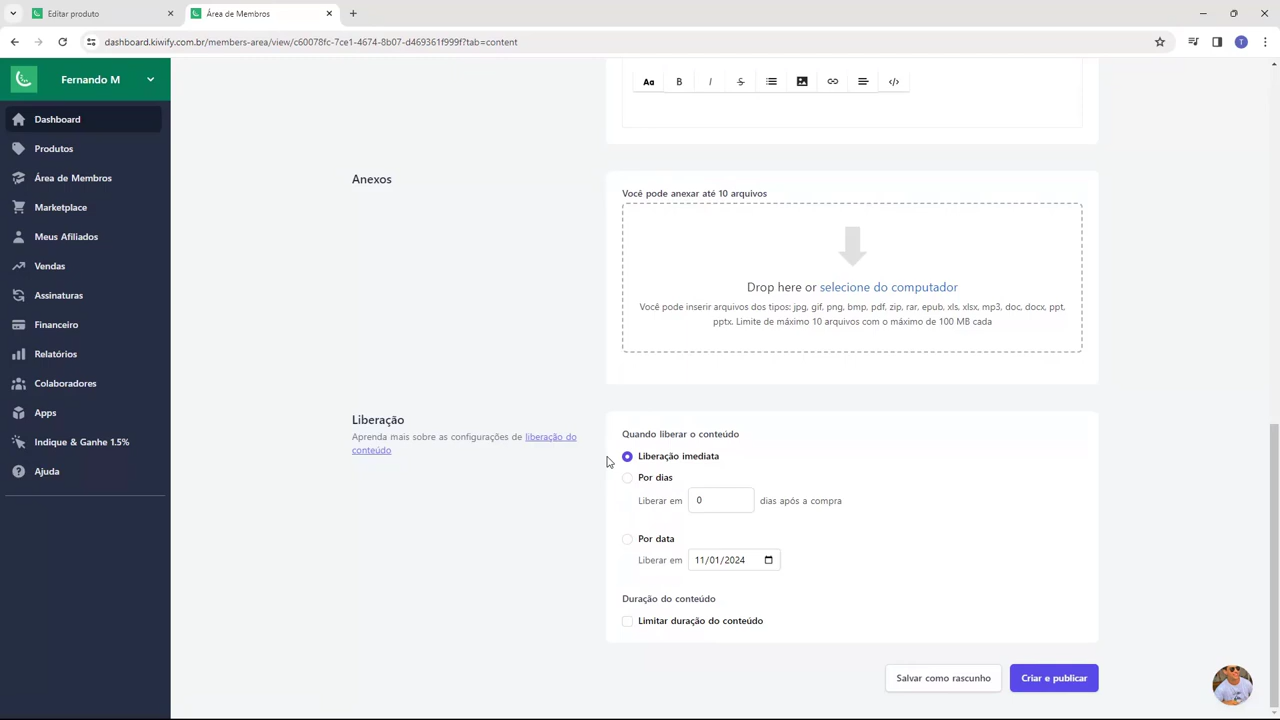 Editar produto
Área de Membros
dashboard.kiwify.com.br/members-area/view/c60078fc-7ce1-4674-8b07-d469361f999f?tab=content
T
Fernando M
Dashboard
Produtos
Área de Membros
Marketplace
Meus Afiliados
Vendas
Assinaturas
Financeiro
Relatórios
Colaboradores
Apps
Indique & Ganhe 1.5%
Ajuda
Aa B I S </>
Anexos
Você pode anexar até 10 arquivos
Drop here or selecione do computador
Você pode inserir arquivos dos tipos: jpg, gif, png, bmp, pdf, zip, rar, epub, xls, xlsx, mp3, doc, docx, ppt,
pptx. Limite de máximo 10 arquivos com o máximo de 100 MB cada
Liberação
Aprenda mais sobre as configurações de liberação do
conteúdo
Quando liberar o conteúdo
Liberação imediata
Por dias
Liberar em 0 dias após a compra
Por data
Liberar em 11/01/2024
Duração do conteúdo
Limitar duração do conteúdo
Salvar como rascunho
Criar e publicar